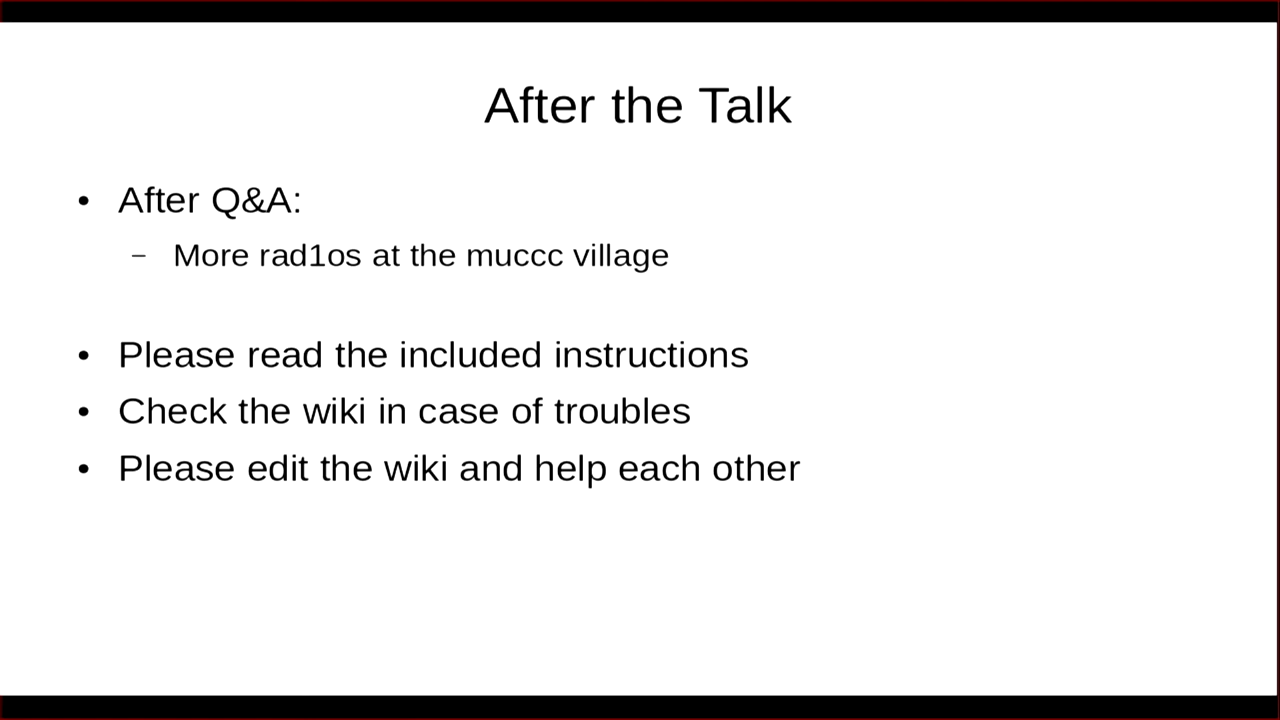 After the Talk
• After Q&A:
– More rad1os at the muccc village
• Please read the included instructions
• Check the wiki in case of troubles
• Please edit the wiki and help each other